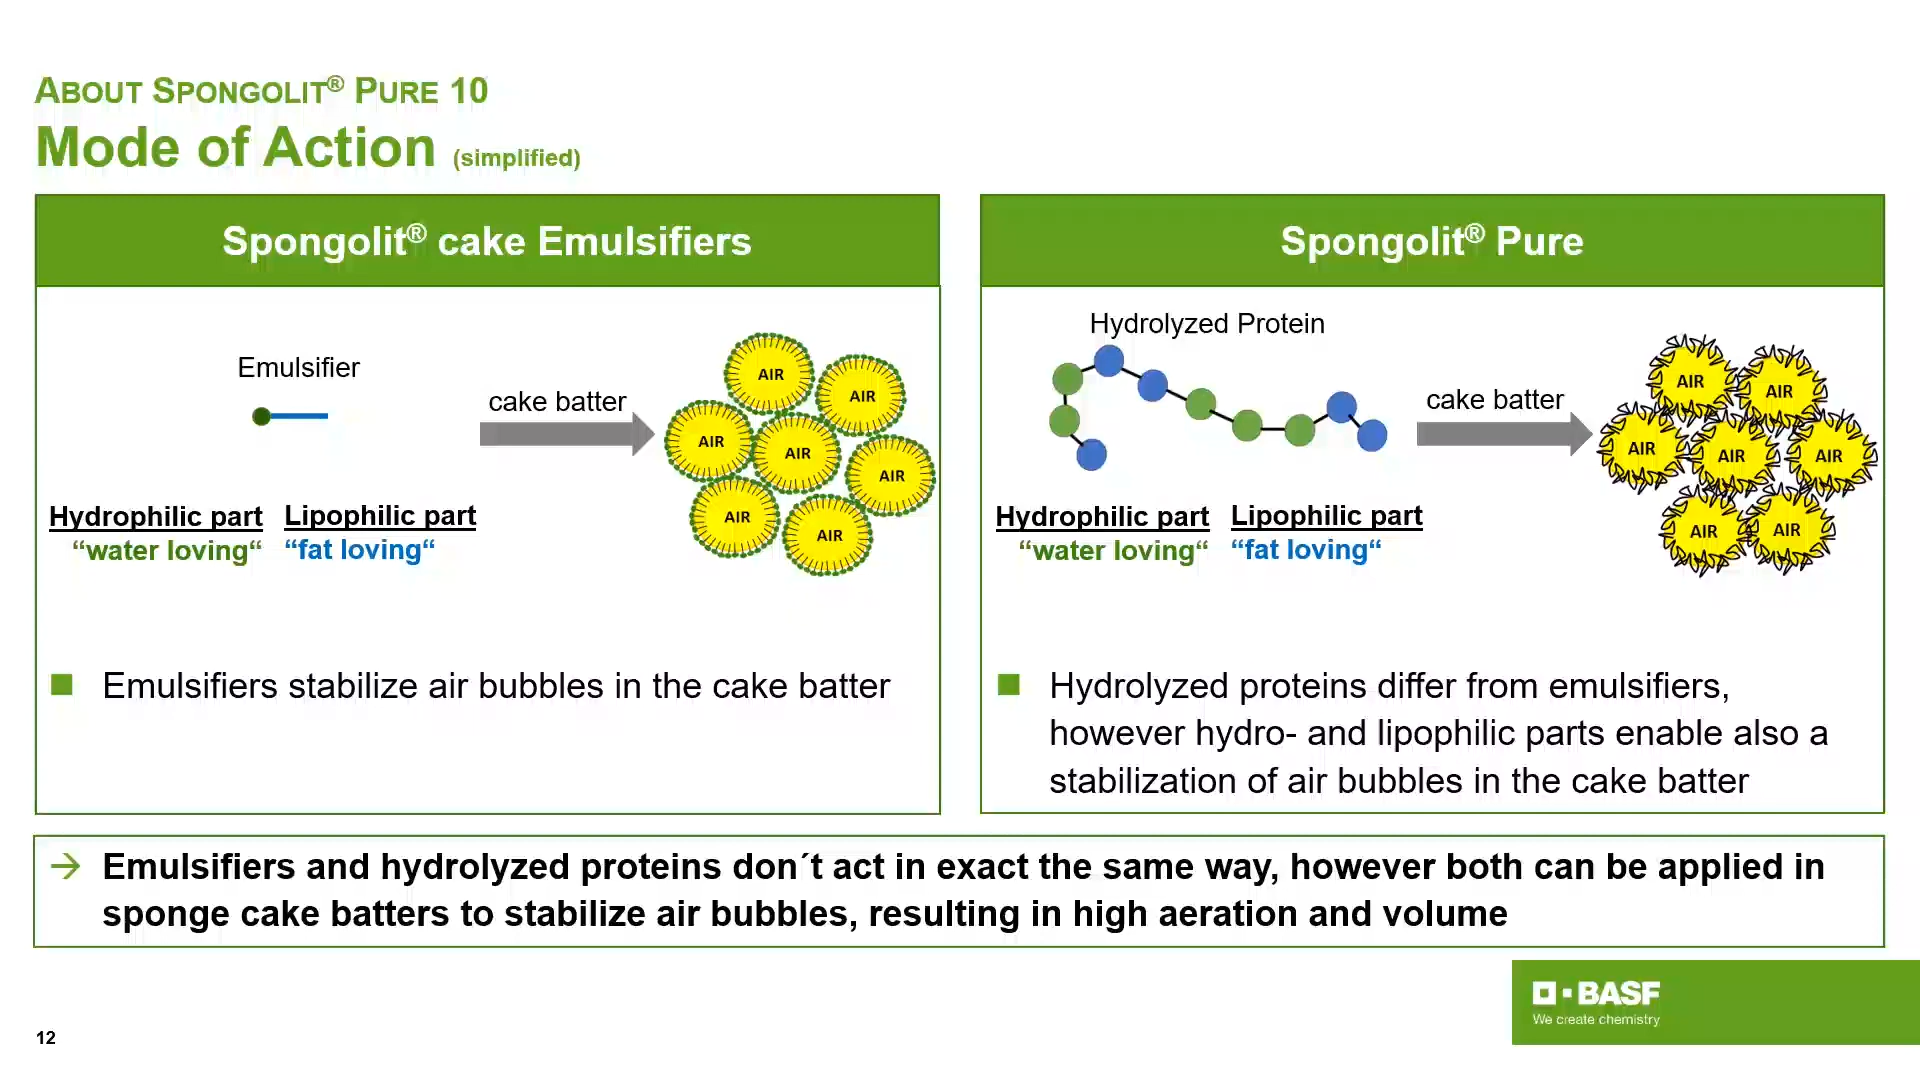 ABOUT SPONGOLIT® PURE 10
Mode of Action (simplified)
Spongolit® cake Emulsifiers
Emulsifier
cake batter
AIR
AIR
AIR
AIR
AIR
AIR
AIR
Hydrophilic part Lipophilic part
“water loving“ “fat loving“
Emulsifiers stabilize air bubbles in the cake batter
Spongolit® Pure
Hydrolyzed Protein
cake batter
AIR
AIR
AIR
AIR
AIR
AIR
AIR
Hydrophilic part Lipophilic part
“water loving“ “fat loving“
Hydrolyzed proteins differ from emulsifiers,
however hydro- and lipophilic parts enable also a
stabilization of air bubbles in the cake batter
→ Emulsifiers and hydrolyzed proteins don´t act in exact the same way, however both can be applied in
sponge cake batters to stabilize air bubbles, resulting in high aeration and volume
BASF
We create chemistry
12